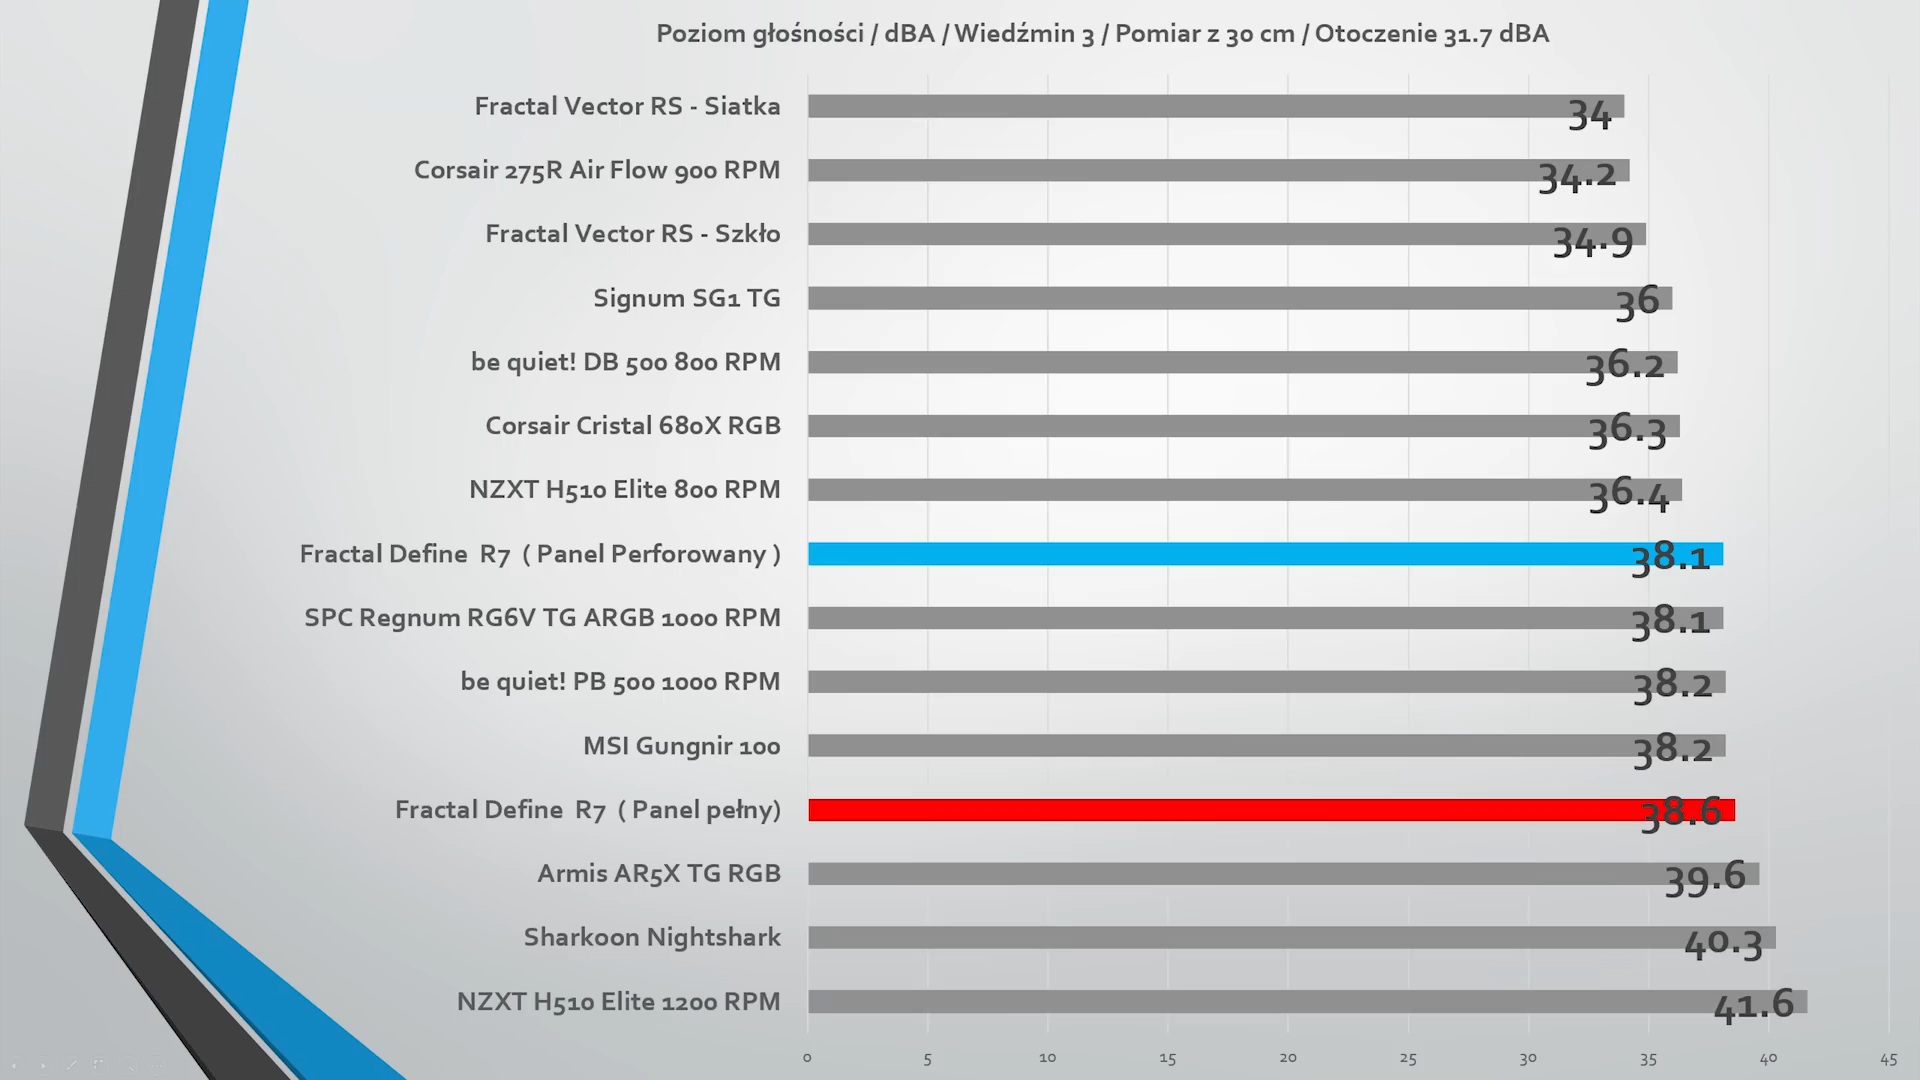 Poziom głośności / dBA / Wiedźmin 3 / Pomiar z 30 cm / Otoczenie 31.7 dBA
Fractal Vector RS - Siatka 34
Corsair 275R Air Flow 900 RPM 34.2
Fractal Vector RS - Szkło 34.9
Signum SG1 TG 36
be quiet! DB 500 800 RPM 36.2
Corsair Cristal 680X RGB 36.3
NZXT H510 Elite 800 RPM 36.4
Fractal Define R7 ( Panel Perforowany ) 38.1
SPC Regnum RG6V TG ARGB 1000 RPM 38.1
be quiet! PB 500 1000 RPM 38.2
MSI Gungnir 100 38.2
Fractal Define R7 ( Panel pełny) 38.6
Armis AR5X TG RGB 39.6
Sharkoon Nightshark 40.3
NZXT H510 Elite 1200 RPM 41.6
0 5 10 15 20 25 30 35 40 45